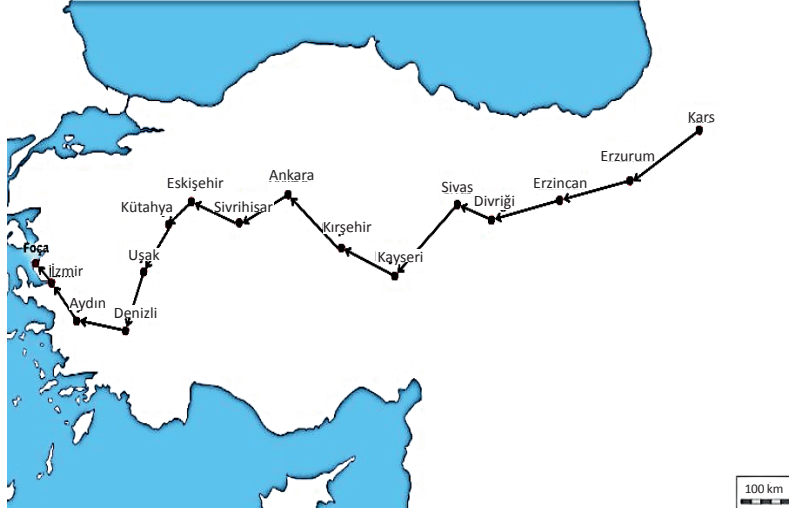 Kars
Erzurum
Erzincan
Divriği
Sivas
Kayseri
Kırşehir
Ankara
Sivrihisar
Eskişehir
Kütahya
Uşak
Denizli
Aydın
İzmir
Foça
100 km